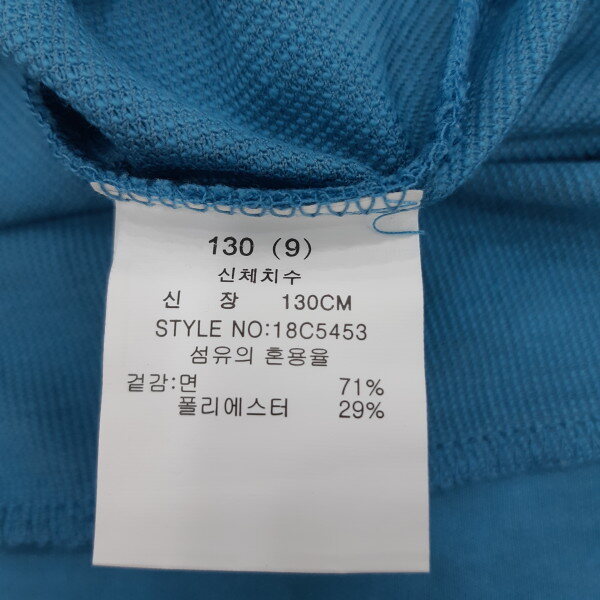 130 (9)
신체치수
신 장 130CM
STYLE NO:18C5453
섬유의 혼용율
겉감:면 71%
폴리에스터 29%